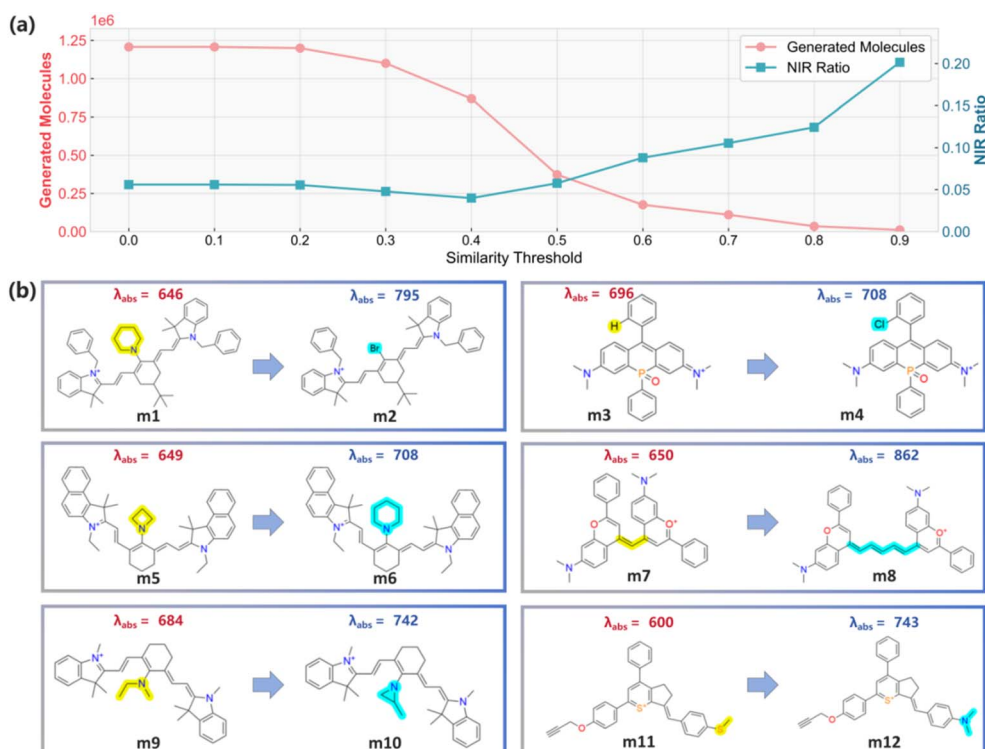 (a)
1e6
Generated Molecules
1.25
1.00
0.75
0.50
0.25
0.00
0.0 0.1 0.2 0.3 0.4 0.5 0.6 0.7 0.8 0.9
Similarity Threshold
Generated Molecules
NIR Ratio
0.20
0.15
0.10
0.05
0.00
NIR Ratio
(b)
λabs = 646 λabs = 795
N N⁺ N Br N⁺
m1 m2
λabs = 696 λabs = 708
H N P O N⁺ Cl N P O N⁺
m3 m4
λabs = 649 λabs = 708
N⁺ N N N⁺ N N
m5 m6
λabs = 650 λabs = 862
N O O⁺ N N O O⁺ N
m7 m8
λabs = 684 λabs = 742
N⁺ N N N⁺ N N
m9 m10
λabs = 600 λabs = 743
O S⁺ S O S⁺ N
m11 m12